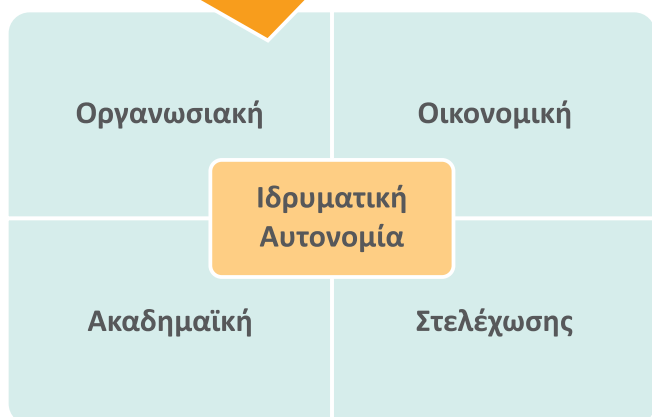 Οργανωσιακή
Οικονομική
Ιδρυματική
Αυτονομία
Ακαδημαϊκή
Στελέχωσης